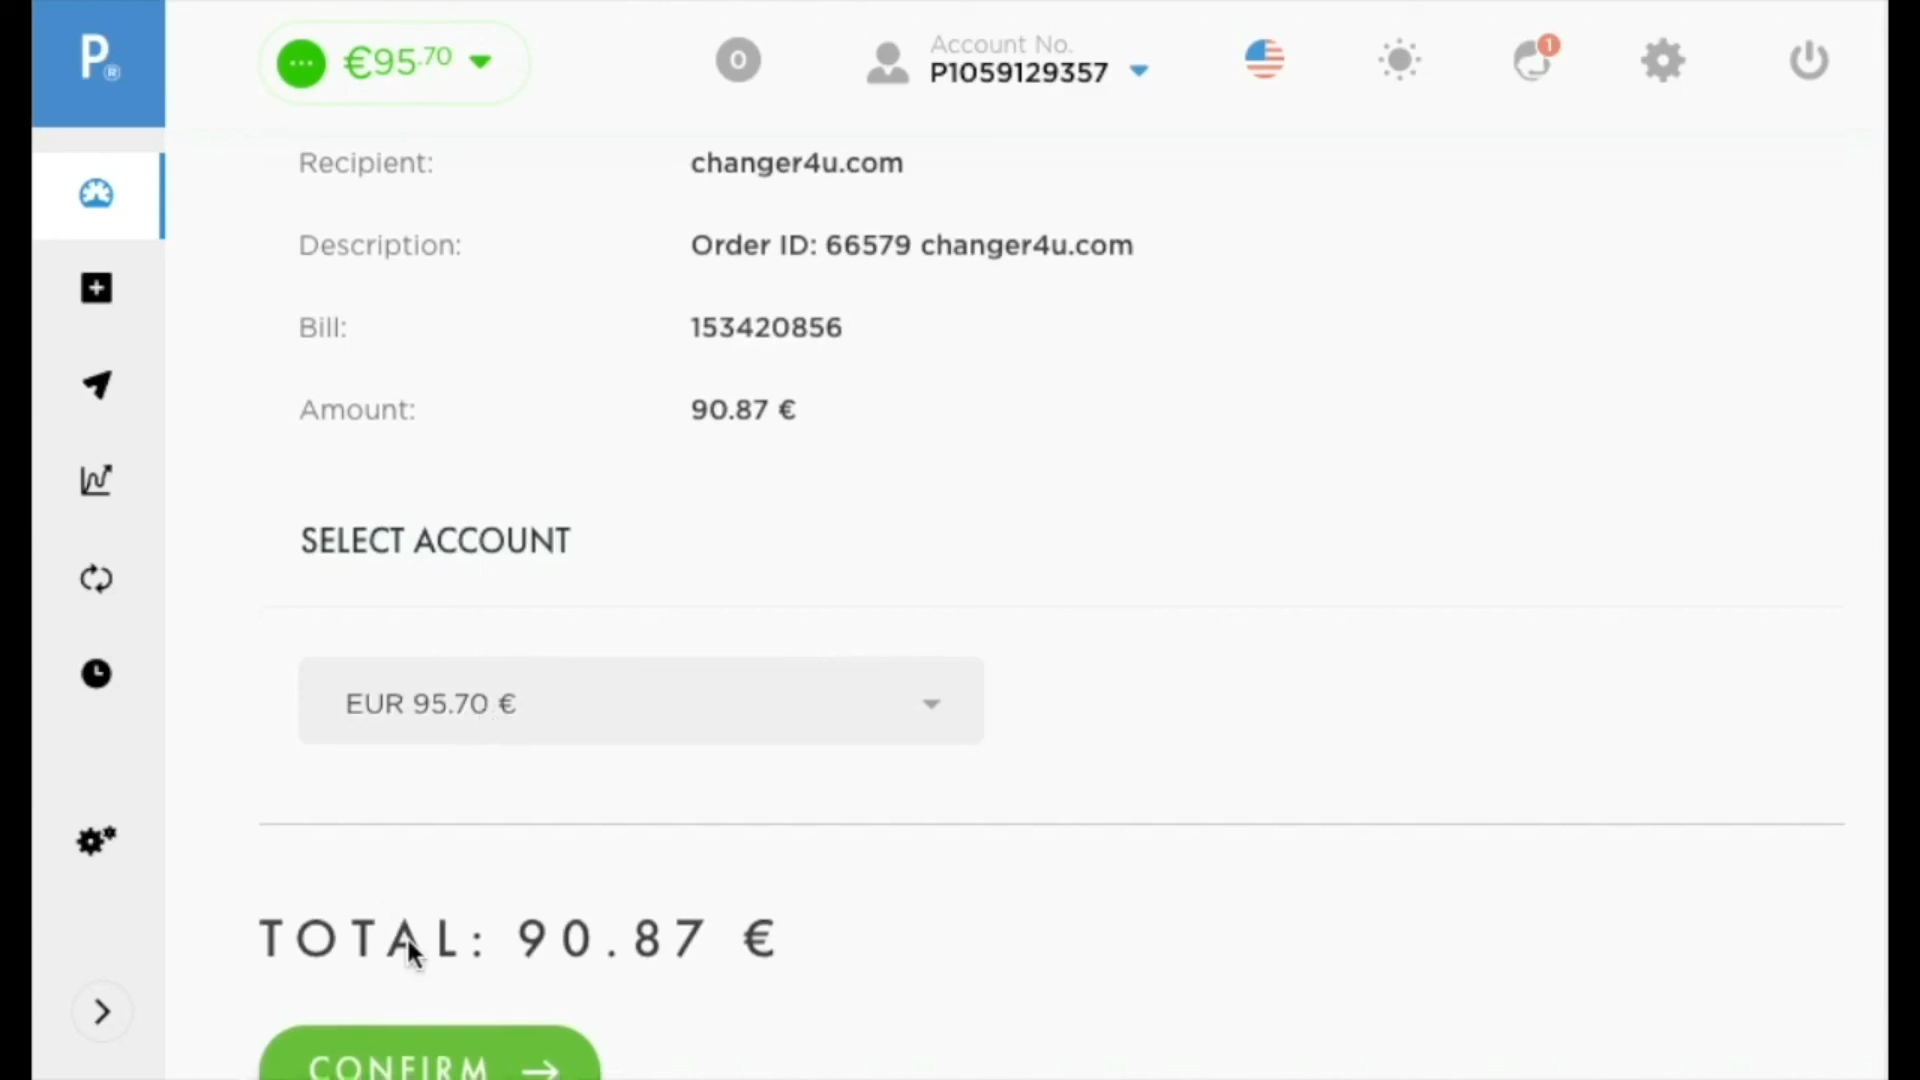 P®
€95.70
0
Account No.
P1059129357
1
Recipient: changer4u.com
Description: Order ID: 66579 changer4u.com
Bill: 153420856
Amount: 90.87 €
SELECT ACCOUNT
EUR 95.70 €
TOTAL: 90.87 €
CONFIRM →